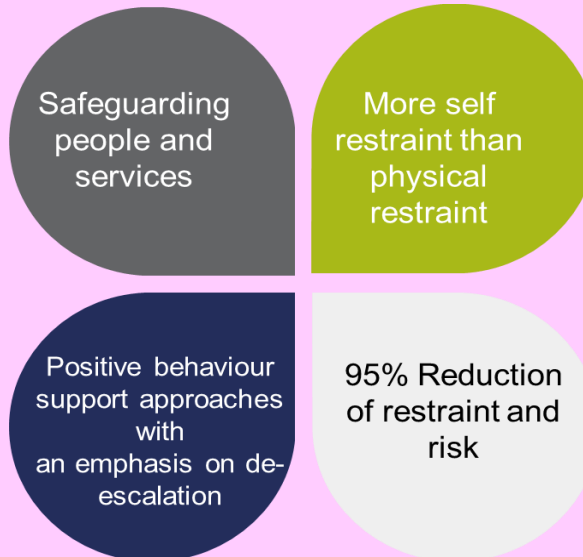 Safeguarding
people and
services
More self
restraint than
physical
restraint
Positive behaviour
support approaches
with
an emphasis on de-
escalation
95% Reduction
of restraint and
risk